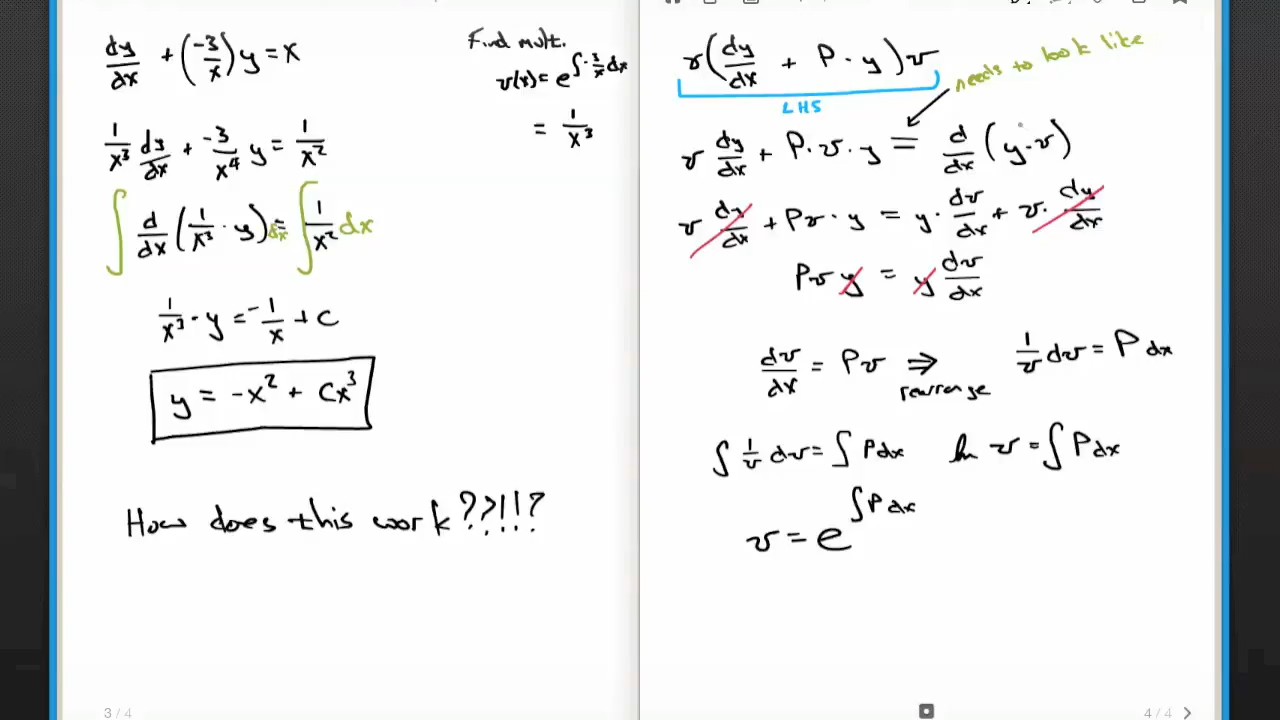 dy/dx + (-3/x) y = x
Find mult.
v(x) = e^∫-3/x dx
= 1/x³
1/x³ dy/dx + -3/x⁴ y = 1/x²
∫ d/dx (1/x³ · y) dx = ∫ 1/x² dx
1/x³ · y = -1/x + C
y = -x² + Cx³
How does this work??!!?
3 / 4
v(dy/dx + P · y)v
needs to look like
LHS
v dy/dx + P · v · y = d/dx (y · v)
v dy/dx + Pv · y = y · dv/dx + v · dy/dx
Pv y = y dv/dx
dv/dx = Pv ⇒ 1/v dv = P dx
rearrange
∫ 1/v dv = ∫ P dx ln v = ∫ P dx
v = e^∫P dx
4 / 4